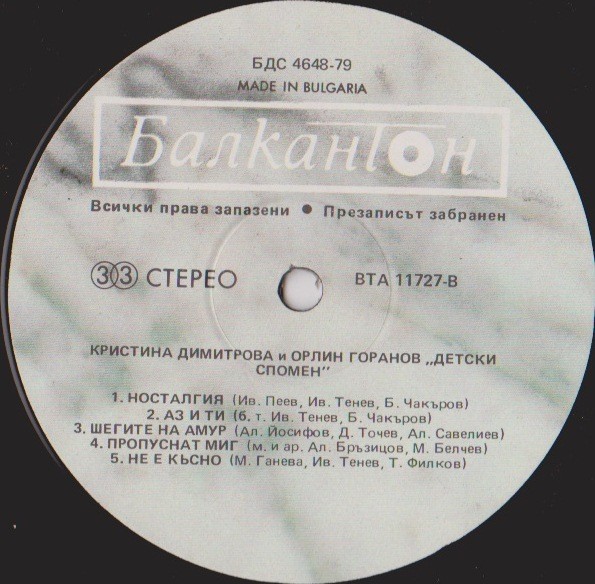 БДС 4648-79
MADE IN BULGARIA
Балкантон
Всички права запазени ● Презаписът забранен
33 СТЕРЕО
ВТА 11727-В
КРИСТИНА ДИМИТРОВА и ОРЛИН ГОРАНОВ „ДЕТСКИ
СПОМЕН"
1. НОСТАЛГИЯ (Ив. Пеев, Ив. Тенев, Б. Чакъров)
2. АЗ И ТИ (б. т. Ив. Тенев, Б. Чакъров)
3. ШЕГИТЕ НА АМУР (Ал. Йосифов, Д. Точев, Ал. Савелиев)
4. ПРОПУСНАТ МИГ (м. и ар. Ал. Бръзицов, М. Белчев)
5. НЕ Е КЪСНО (М. Ганева, Ив. Тенев, Т. Филков)